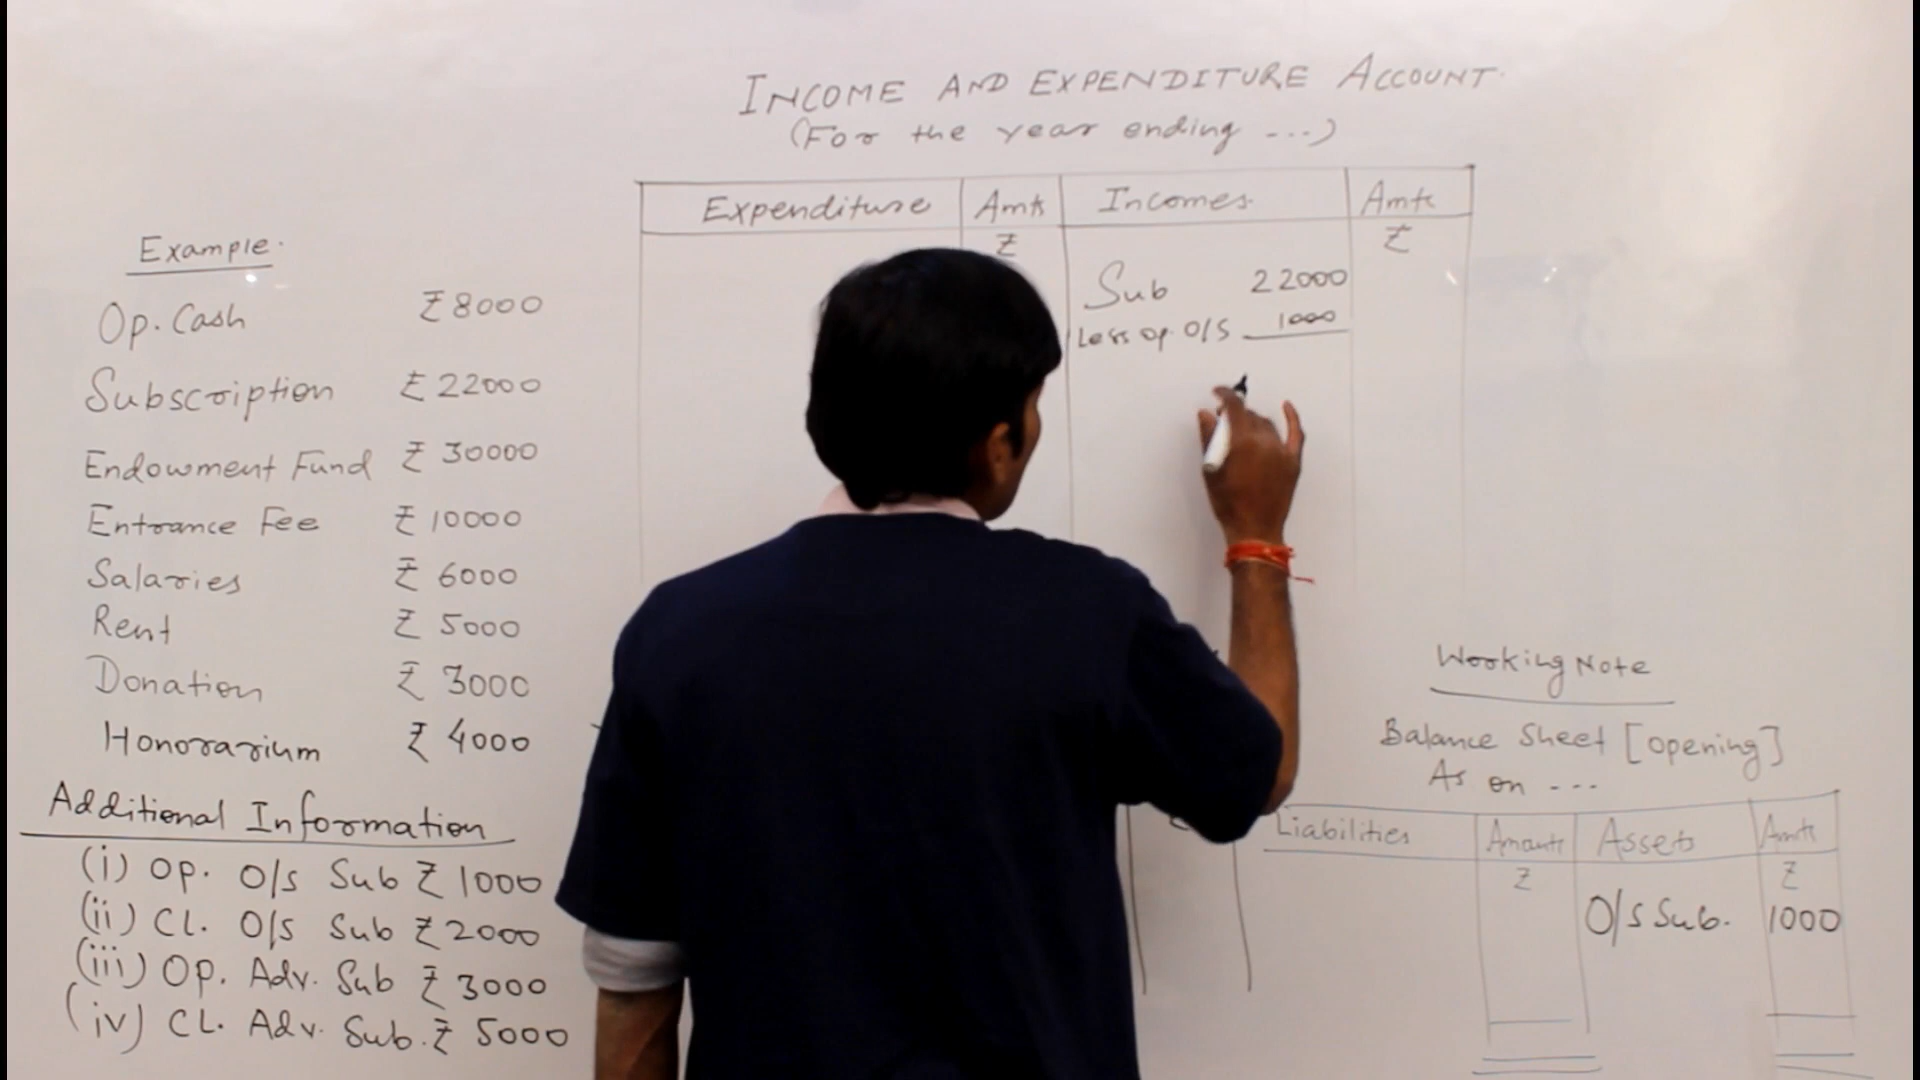 INCOME AND EXPENDITURE ACCOUNT.
(For the year ending ---)
Expenditure Amts Incomes. Amts
₹ ₹
Sub 22000
Less op. O/S 1000
Example.
Op. Cash ₹ 8000
Subscription ₹ 22000
Endowment Fund ₹ 30000
Entrance Fee ₹ 10000
Salaries ₹ 6000
Rent ₹ 5000
Donation ₹ 3000
Honorarium ₹ 4000
Additional Information
(i) Op. O/s Sub ₹ 1000
(ii) CL. O/s Sub ₹ 2000
(iii) Op. Adv. Sub ₹ 3000
(iv) CL. Adv. Sub. ₹ 5000
Working Note
Balance Sheet [opening]
As on ---
Liabilities Amounts Assets Amts
₹ ₹
O/s Sub. 1000